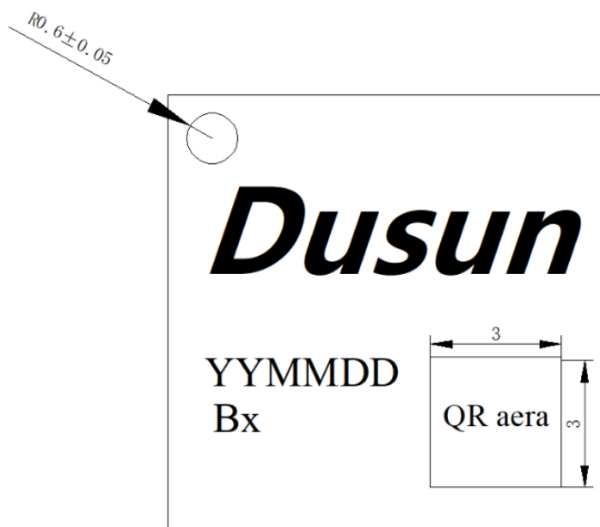 R0.6±0.05
Dusun
3
YYMMDD
Bx
QR aera
3